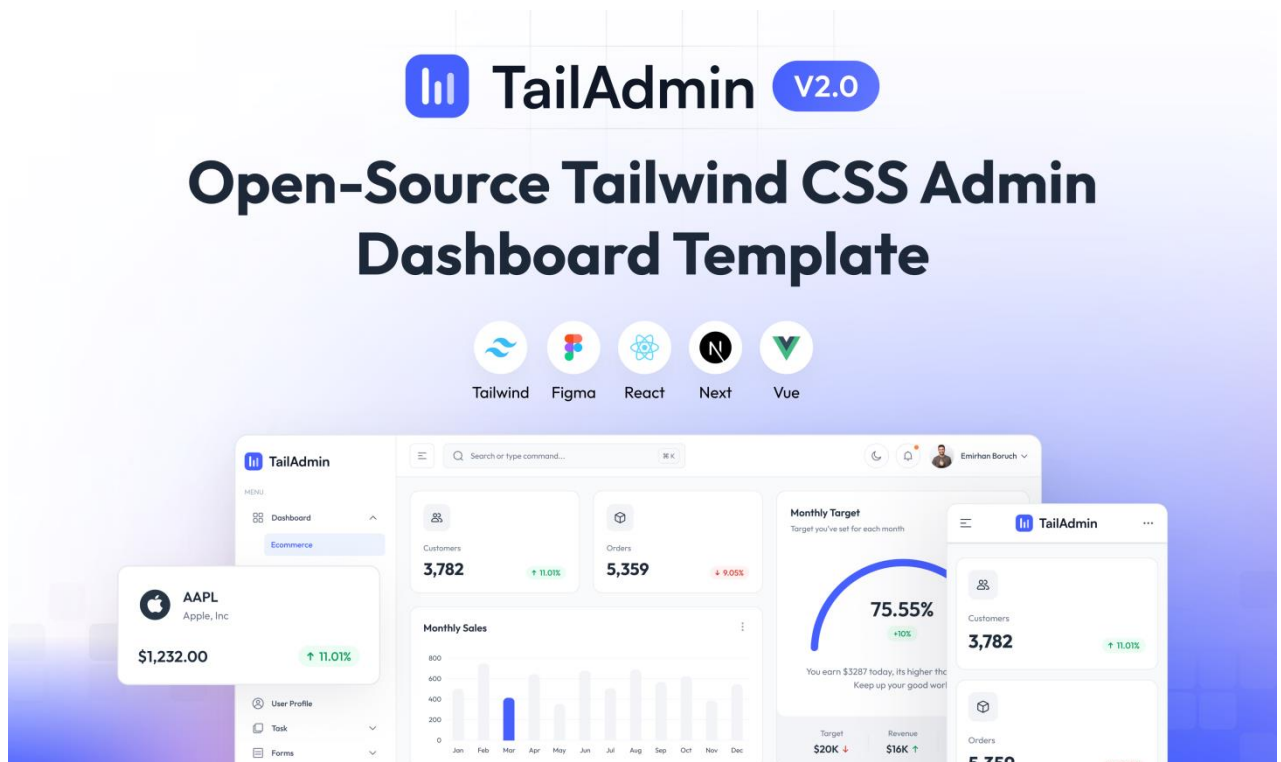 TailAdmin V2.0
Open-Source Tailwind CSS Admin
Dashboard Template
Tailwind Figma React Next Vue
TailAdmin
Search or type command...
⌘ K
Emirhan Boruch
MENU
Dashboard
Ecommerce
AAPL
Apple, Inc
$1,232.00
↑ 11.01%
User Profile
Task
Forms
Customers
3,782
↑ 11.01%
Orders
5,359
↓ 9.05%
Monthly Sales
800
600
400
200
0
Jan Feb Mar Apr May Jun Jul Aug Sep Oct Nov Dec
Monthly Target
Target you've set for each month
75.55%
+10%
You earn $3287 today, its higher
Keep up your good
Target
$20K ↓
Revenue
$16K ↑
TailAdmin
Customers
3,782
↑ 11.01%
Orders